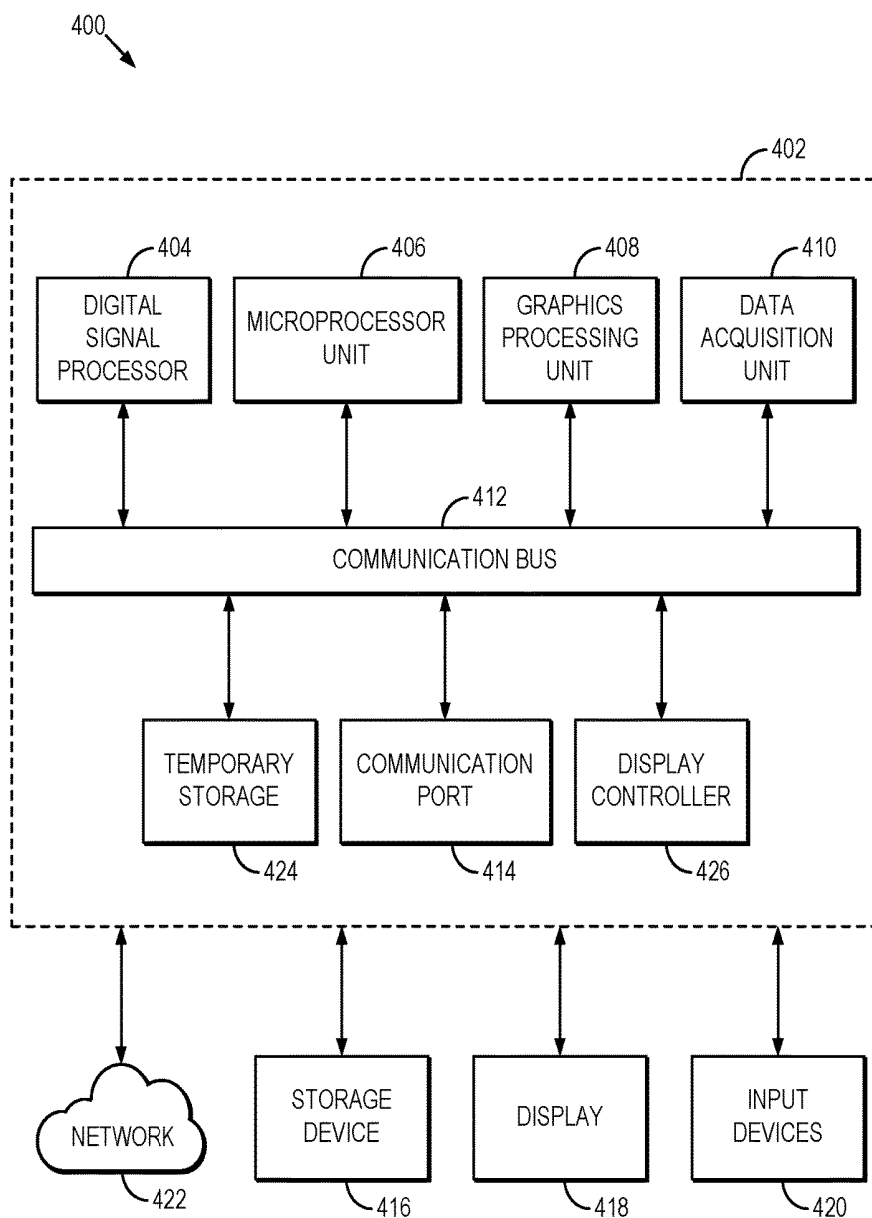 400
402
404
406
408
410
DIGITAL
SIGNAL
PROCESSOR
MICROPROCESSOR
UNIT
GRAPHICS
PROCESSING
UNIT
DATA
ACQUISITION
UNIT
412
COMMUNICATION BUS
TEMPORARY
STORAGE
COMMUNICATION
PORT
DISPLAY
CONTROLLER
424
414
426
NETWORK
STORAGE
DEVICE
DISPLAY
INPUT
DEVICES
422
416
418
420